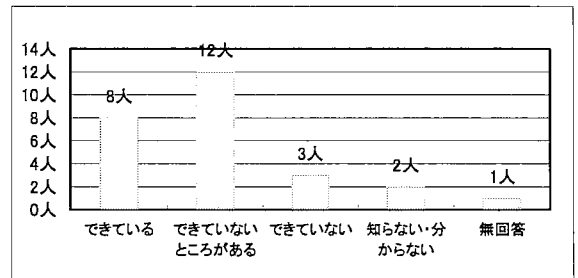 14人
12人
10人
8人
6人
4人
2人
0人
8人
12人
3人
2人
1人
できている
できていない
ところがある
できていない
知らない・分
からない
無回答